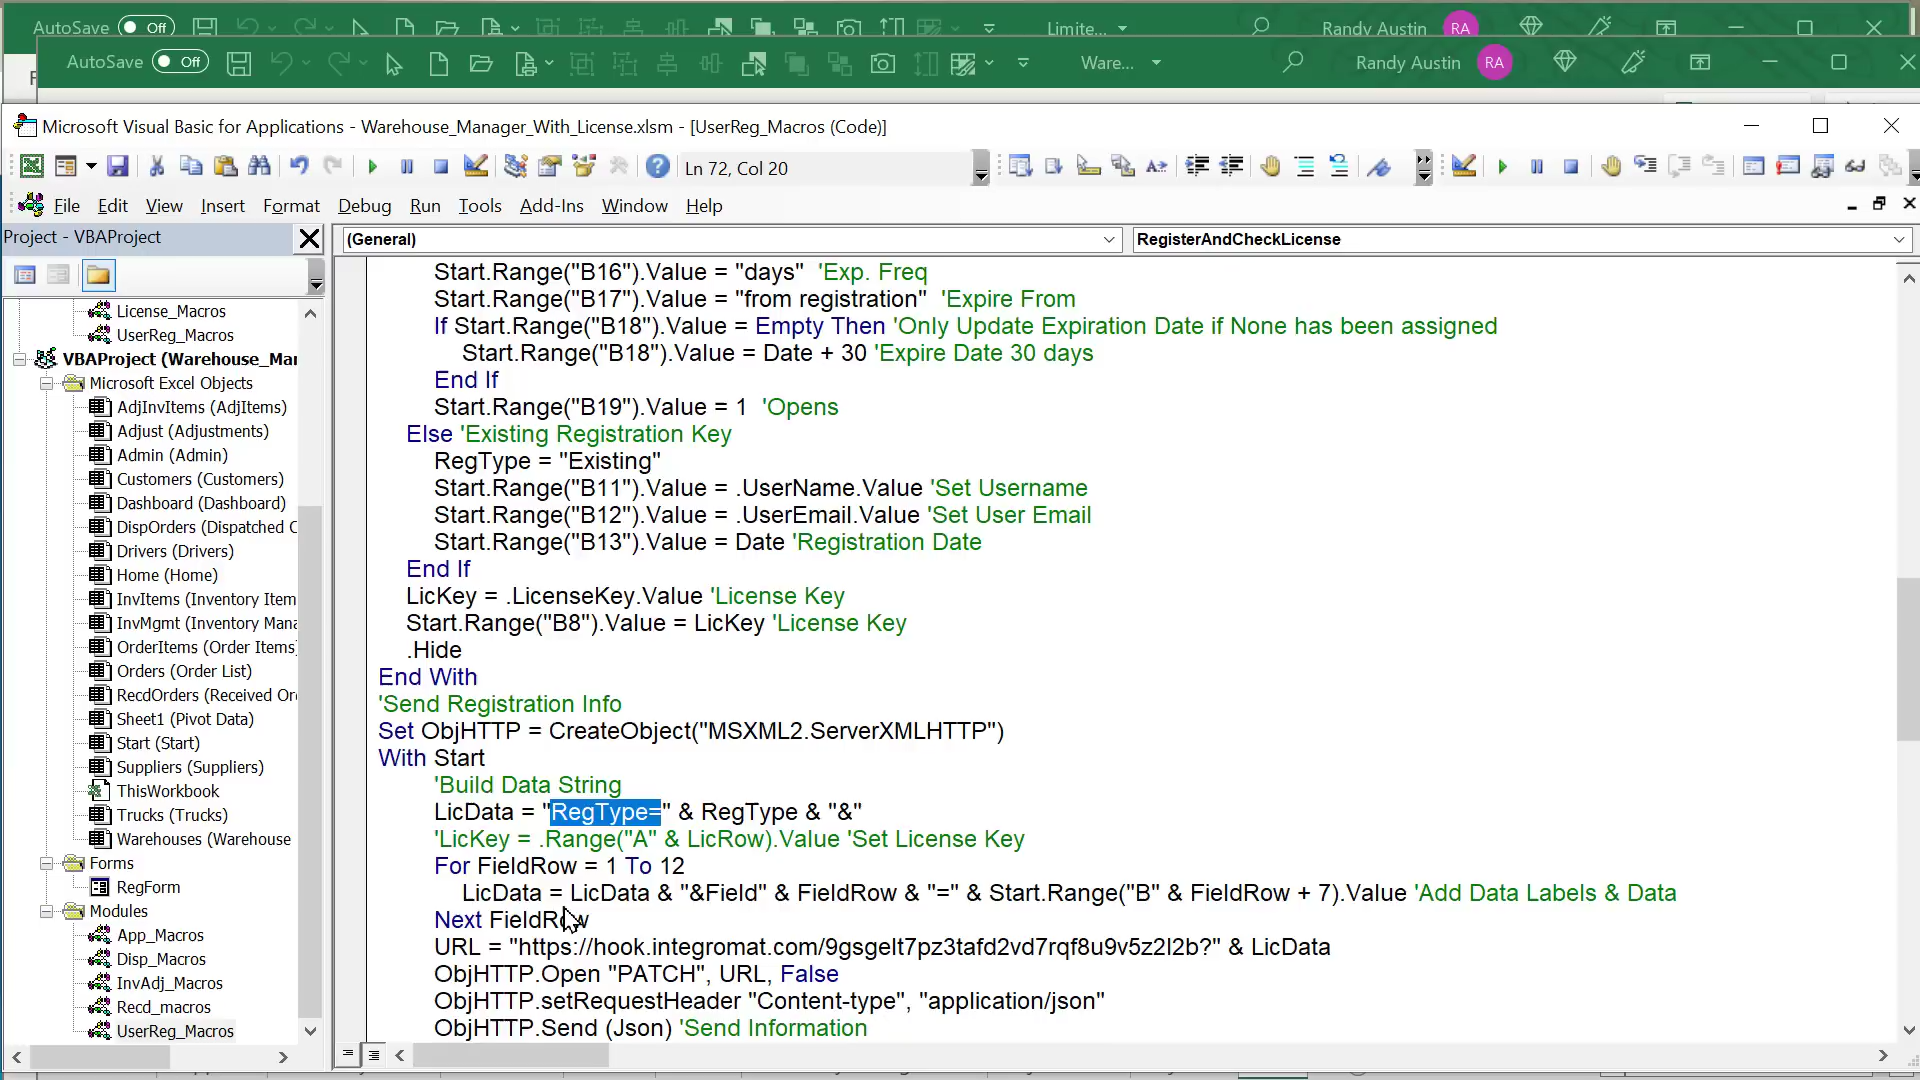 AutoSave Off Limite... Randy Austin RA
AutoSave Off Ware... Randy Austin RA
Microsoft Visual Basic for Applications - Warehouse_Manager_With_License.xlsm - [UserReg_Macros (Code)]
Ln 72, Col 20
File Edit View Insert Format Debug Run Tools Add-Ins Window Help
Project - VBAProject
(General) RegisterAndCheckLicense
License_Macros
UserReg_Macros
VBAProject (Warehouse_Mar
Microsoft Excel Objects
AdjInvItems (AdjItems)
Adjust (Adjustments)
Admin (Admin)
Customers (Customers)
Dashboard (Dashboard)
DispOrders (Dispatched C
Drivers (Drivers)
Home (Home)
InvItems (Inventory Item
InvMgmt (Inventory Mana
OrderItems (Order Items
Orders (Order List)
RecdOrders (Received Or
Sheet1 (Pivot Data)
Start (Start)
Suppliers (Suppliers)
ThisWorkbook
Trucks (Trucks)
Warehouses (Warehouse
Forms
RegForm
Modules
App_Macros
Disp_Macros
InvAdj_Macros
Recd_macros
UserReg_Macros
Start.Range("B16").Value = "days" 'Exp. Freq
Start.Range("B17").Value = "from registration" 'Expire From
If Start.Range("B18").Value = Empty Then 'Only Update Expiration Date if None has been assigned
Start.Range("B18").Value = Date + 30 'Expire Date 30 days
End If
Start.Range("B19").Value = 1 'Opens
Else 'Existing Registration Key
RegType = "Existing"
Start.Range("B11").Value = .UserName.Value 'Set Username
Start.Range("B12").Value = .UserEmail.Value 'Set User Email
Start.Range("B13").Value = Date 'Registration Date
End If
LicKey = .LicenseKey.Value 'License Key
Start.Range("B8").Value = LicKey 'License Key
.Hide
End With
'Send Registration Info
Set ObjHTTP = CreateObject("MSXML2.ServerXMLHTTP")
With Start
'Build Data String
LicData = "RegType=" & RegType & "&"
'LicKey = .Range("A" & LicRow).Value 'Set License Key
For FieldRow = 1 To 12
LicData = LicData & "&Field" & FieldRow & "=" & Start.Range("B" & FieldRow + 7).Value 'Add Data Labels & Data
Next FieldRow
URL = "https://hook.integromat.com/9gsgelt7pz3tafd2vd7rqf8u9v5z2l2b?" & LicData
ObjHTTP.Open "PATCH", URL, False
ObjHTTP.setRequestHeader "Content-type", "application/json"
ObjHTTP.Send (Json) 'Send Information